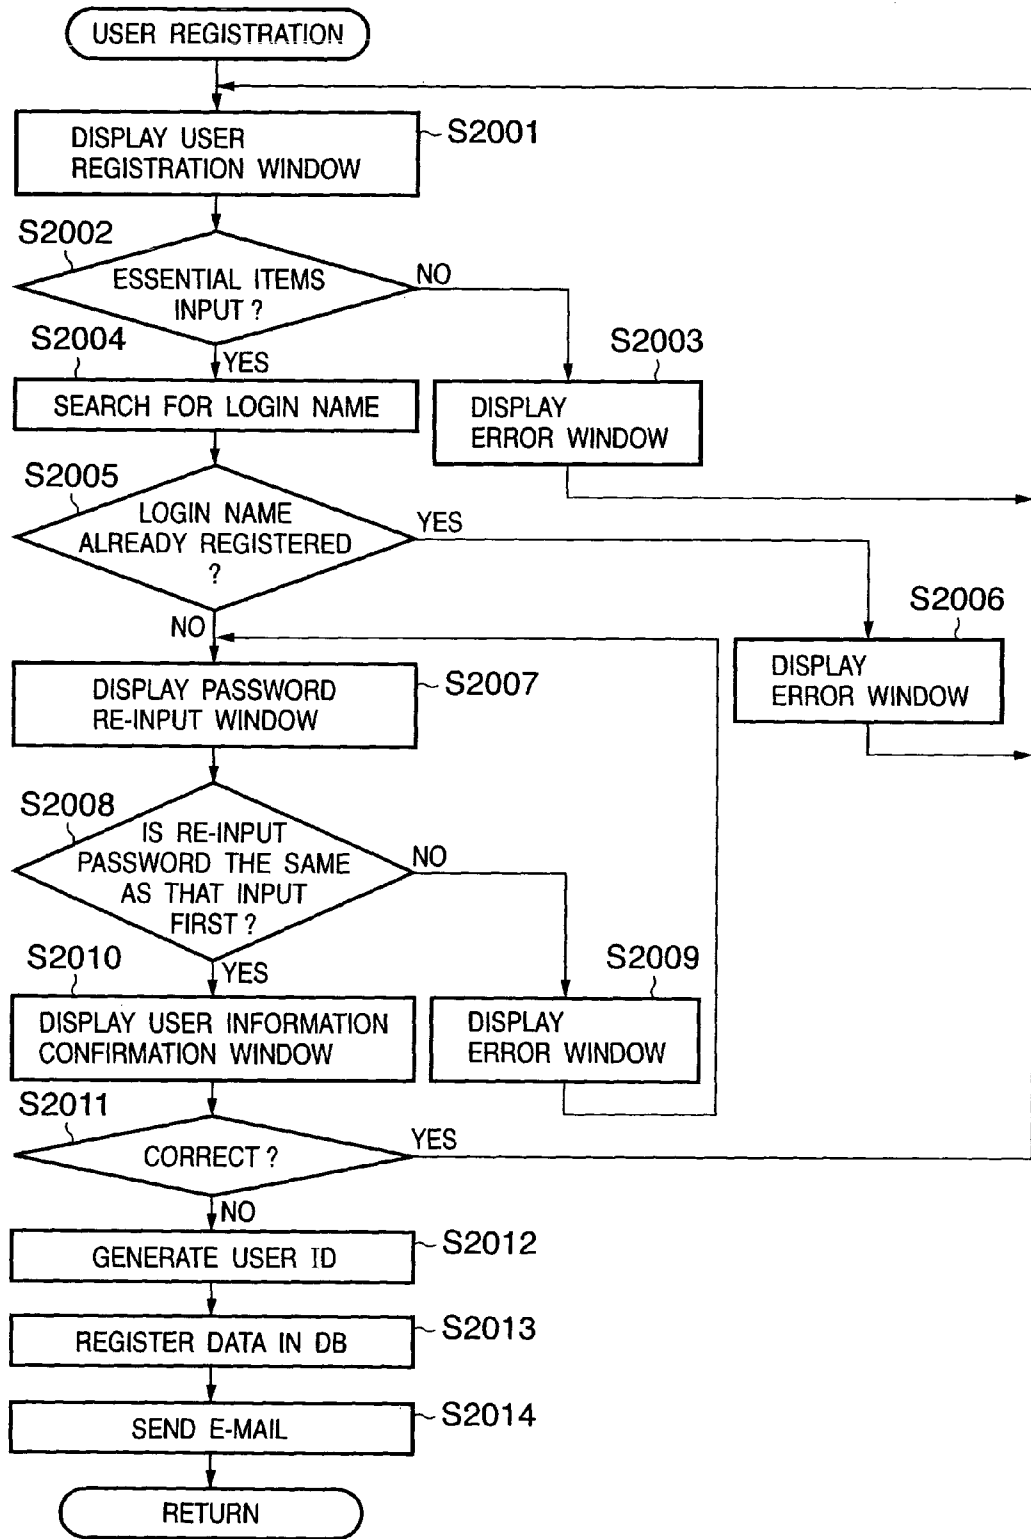 USER REGISTRATION
DISPLAY USER
REGISTRATION WINDOW
S2001
S2002
ESSENTIAL ITEMS
INPUT ?
NO
YES
S2003
DISPLAY
ERROR WINDOW
S2004
SEARCH FOR LOGIN NAME
S2005
LOGIN NAME
ALREADY REGISTERED
?
YES
NO
S2006
DISPLAY
ERROR WINDOW
DISPLAY PASSWORD
RE-INPUT WINDOW
S2007
S2008
IS RE-INPUT
PASSWORD THE SAME
AS THAT INPUT
FIRST ?
NO
YES
S2009
DISPLAY
ERROR WINDOW
S2010
DISPLAY USER INFORMATION
CONFIRMATION WINDOW
S2011
CORRECT ?
YES
NO
GENERATE USER ID
S2012
REGISTER DATA IN DB
S2013
SEND E-MAIL
S2014
RETURN